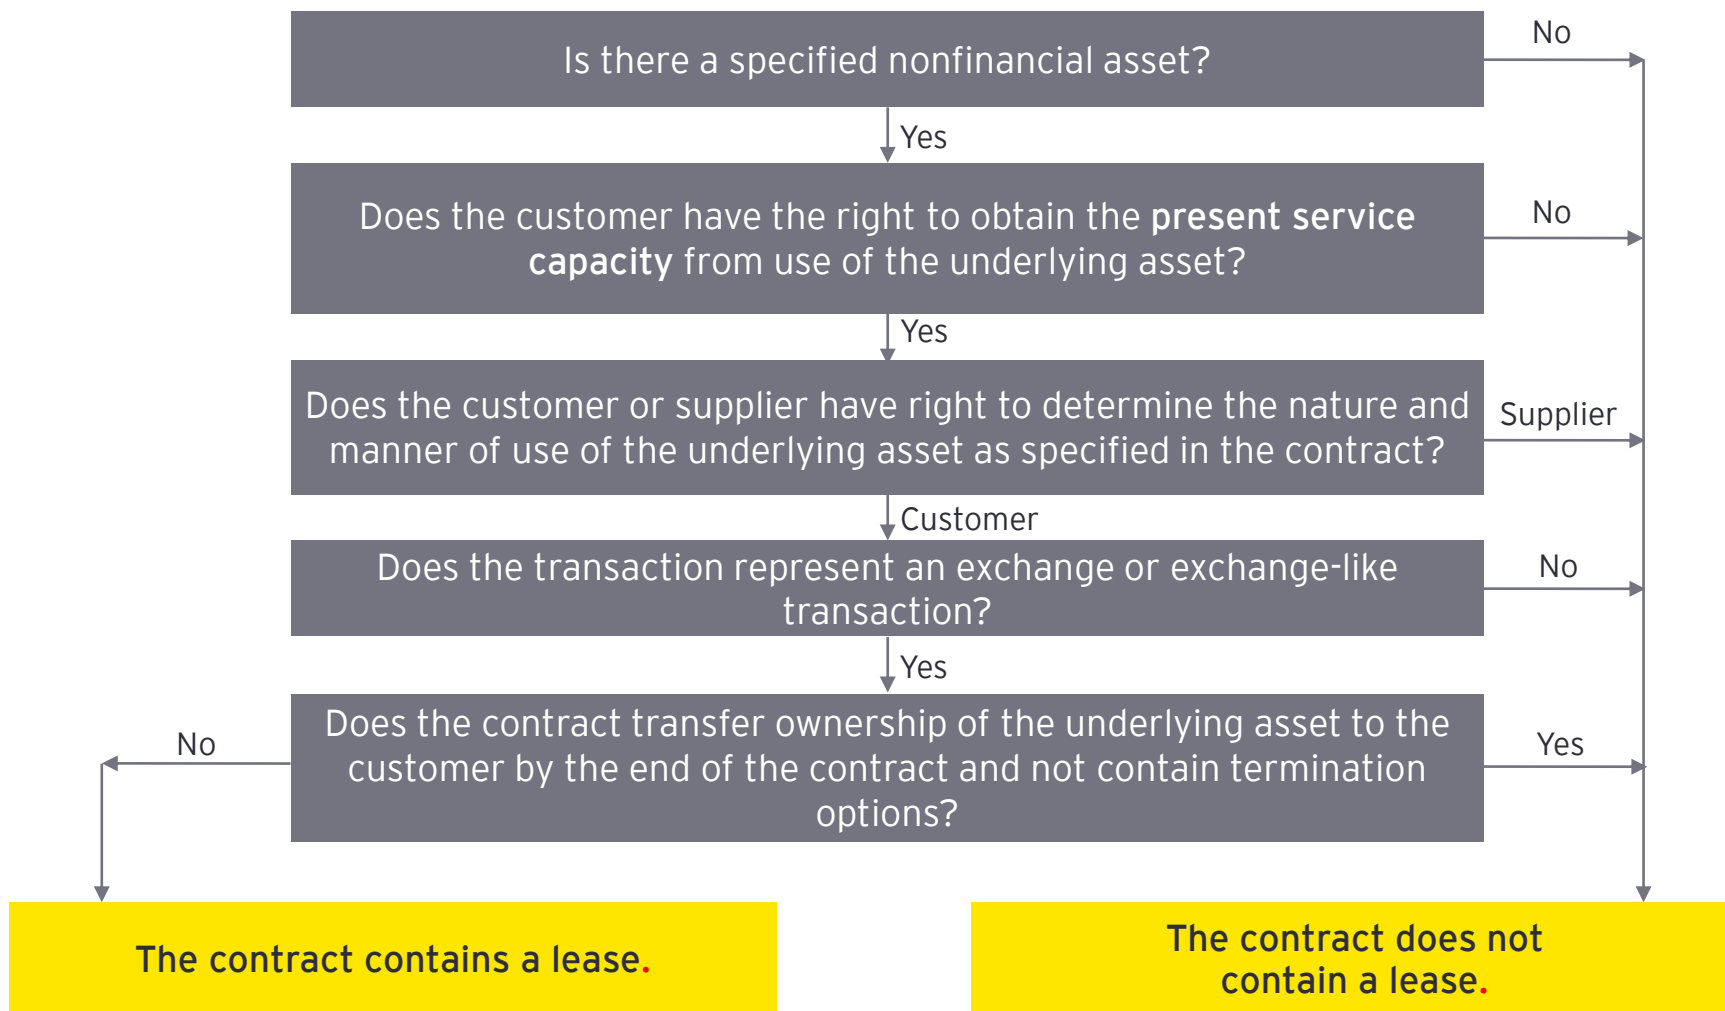 Is there a specified nonfinancial asset?
No
Yes
Does the customer have the right to obtain the present service
capacity from use of the underlying asset?
No
Yes
Does the customer or supplier have right to determine the nature and
manner of use of the underlying asset as specified in the contract?
Supplier
Customer
Does the transaction represent an exchange or exchange-like
transaction?
No
Yes
Does the contract transfer ownership of the underlying asset to the
customer by the end of the contract and not contain termination
options?
No
Yes
The contract contains a lease.
The contract does not
contain a lease.